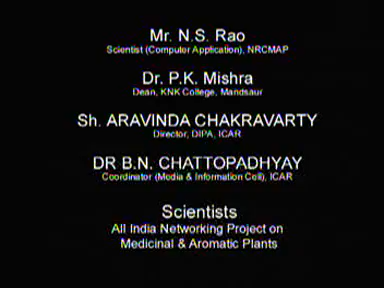 Mr. N.S. Rao
Scientist (Computer Application), NRCMAP
Dr. P.K. Mishra
Dean, KNK College, Mandsaur
Sh. ARAVINDA CHAKRAVARTY
Director, DIPA, ICAR
DR B.N. CHATTOPADHYAY
Coordinator (Media & Information Cell), ICAR
Scientists
All India Networking Project on
Medicinal & Aromatic Plants